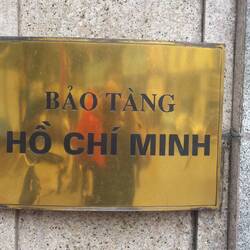 BẢO TÀNG
HỒ CHÍ MINH